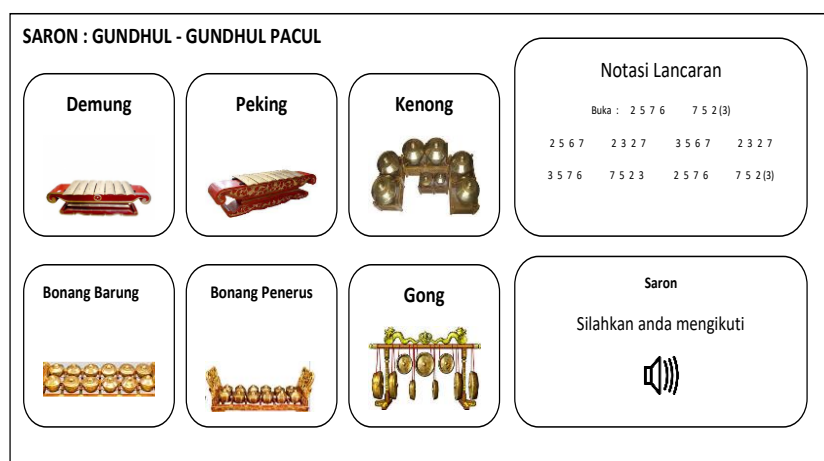 SARON : GUNDHUL - GUNDHUL PACUL
Demung
Peking
Kenong
Notasi Lancaran
Buka : 2 5 7 6 7 5 2 (3)
2 5 6 7 2 3 2 7 3 5 6 7 2 3 2 7
3 5 7 6 7 5 2 3 2 5 7 6 7 5 2 (3)
Bonang Barung
Bonang Penerus
Gong
Saron
Silahkan anda mengikuti